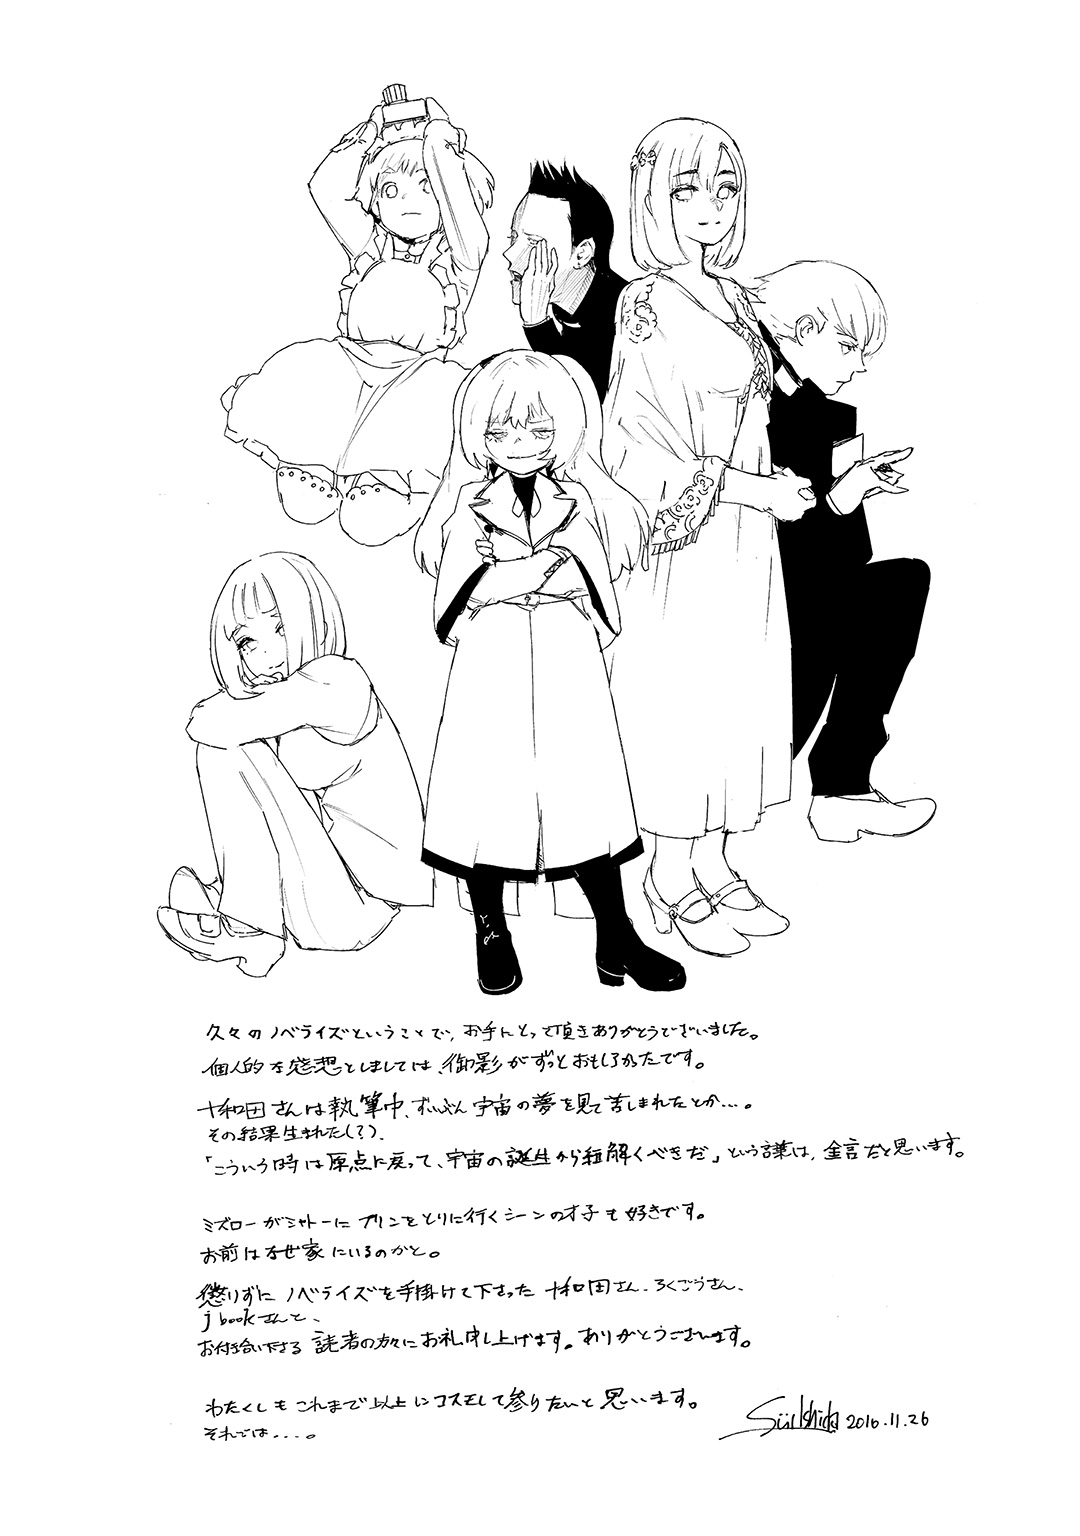 久々のノベライズということで、お手にとって頂きありがとうございました。
個人的な感想としましては、御影がずっとおもしろかったです。
十和田さんは執筆中、ずいぶん宇宙の夢を見て苦しまれたとか…。
その結果生まれた(?)、
「こういう時は原点に戻って、宇宙の誕生から紐解くべきだ」という言葉は、金言だと思います。
ミズローがシャトーにプリンをとりに行くシーンの才子も好きです。
お前はなぜ家にいるのかと。
懲りずにノベライズを手掛けて下さった十和田さん、ろくごうさん、
j bookさんと、
お付き合い下さる読者の方々にお礼申し上げます。ありがとうございます。
わたくしもこれまで以上にコスモして参りたいと思います。
それでは....。
Sui Ishida 2016.11.26